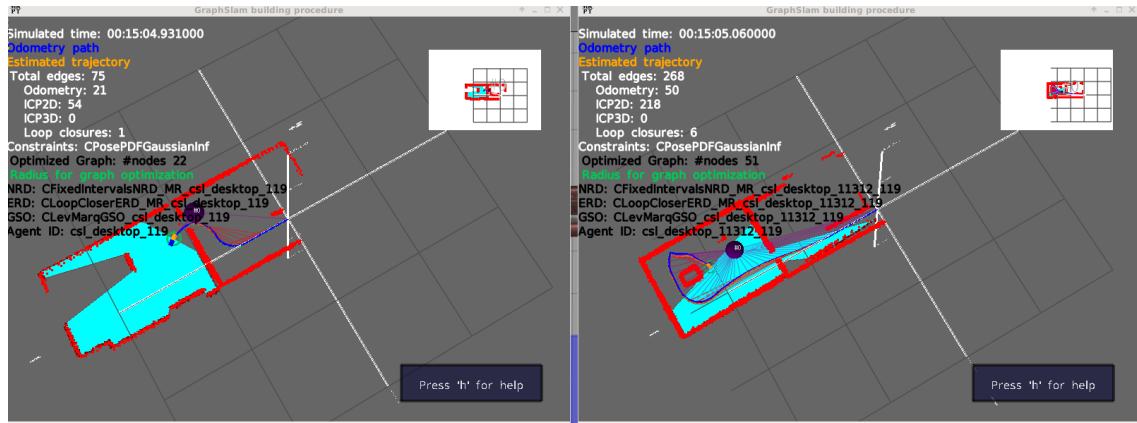 GraphSlam building procedure
Simulated time: 00:15:04.931000
Odometry path
Estimated trajectory
Total edges: 75
Odometry: 21
ICP2D: 54
ICP3D: 0
Loop closures: 1
Constraints: CPosePDFGaussianInf
Optimized Graph: #nodes 22
Radius for graph optimization
NRD: CFixedIntervalsNRD_MR_csl_desktop_119
ERD: CLoopCloserERD_MR_csl_desktop_119
GSO: CLevMarqGSO_csl_desktop_119
Agent ID: csl_desktop_119
Press 'h' for help
GraphSlam building procedure
Simulated time: 00:15:05.060000
Odometry path
Estimated trajectory
Total edges: 268
Odometry: 50
ICP2D: 218
ICP3D: 0
Loop closures: 6
Constraints: CPosePDFGaussianInf
Optimized Graph: #nodes 51
Radius for graph optimization
NRD: CFixedIntervalsNRD_MR_csl_desktop_11312_119
ERD: CLoopCloserERD_MR_csl_desktop_11312_119
GSO: CLevMarqGSO_csl_desktop_11312_119
Agent ID: csl_desktop_11312_119
Press 'h' for help